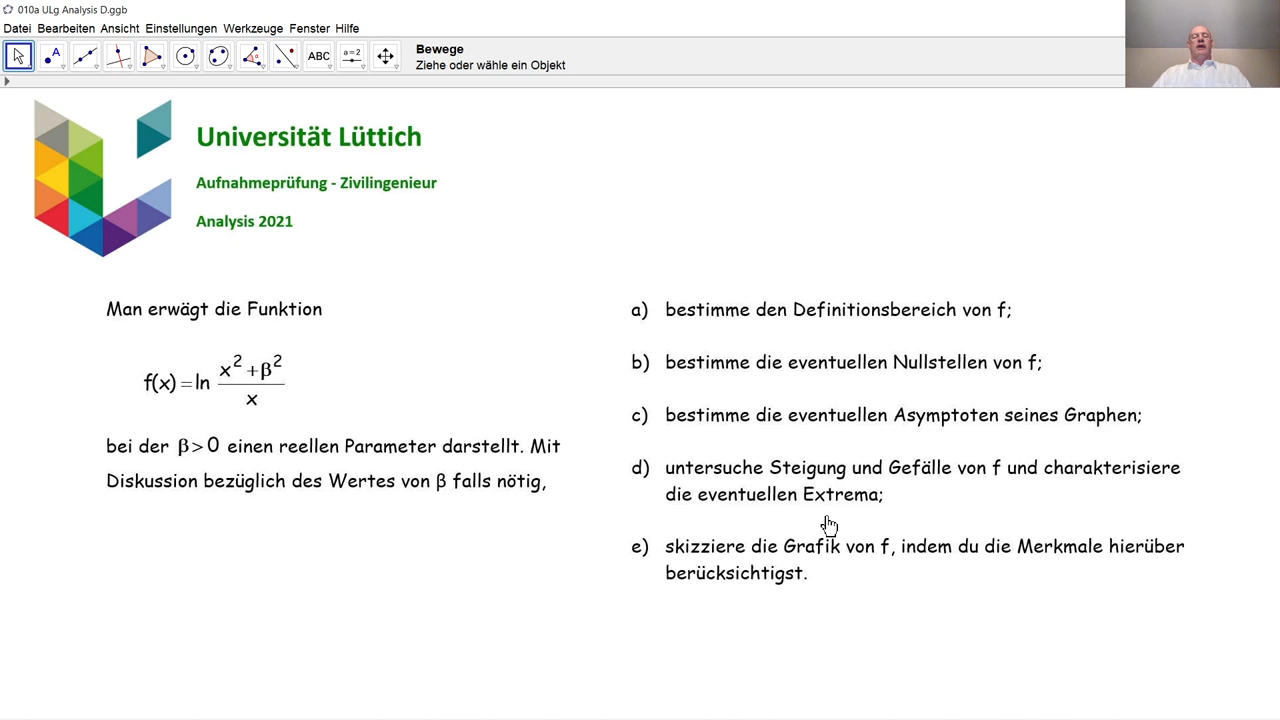 010a ULg Analysis D.ggb
Datei Bearbeiten Ansicht Einstellungen Werkzeuge Fenster Hilfe
A
ABC
a=2
Bewege
Ziehe oder wähle ein Objekt
Universität Lüttich
Aufnahmeprüfung - Zivilingenieur
Analysis 2021
Man erwägt die Funktion
f(x) = ln (x² + β²) / x
bei der β > 0 einen reellen Parameter darstellt. Mit
Diskussion bezüglich des Wertes von β falls nötig,
a) bestimme den Definitionsbereich von f;
b) bestimme die eventuellen Nullstellen von f;
c) bestimme die eventuellen Asymptoten seines Graphen;
d) untersuche Steigung und Gefälle von f und charakterisiere
die eventuellen Extrema;
e) skizziere die Grafik von f, indem du die Merkmale hierüber
berücksichtigst.